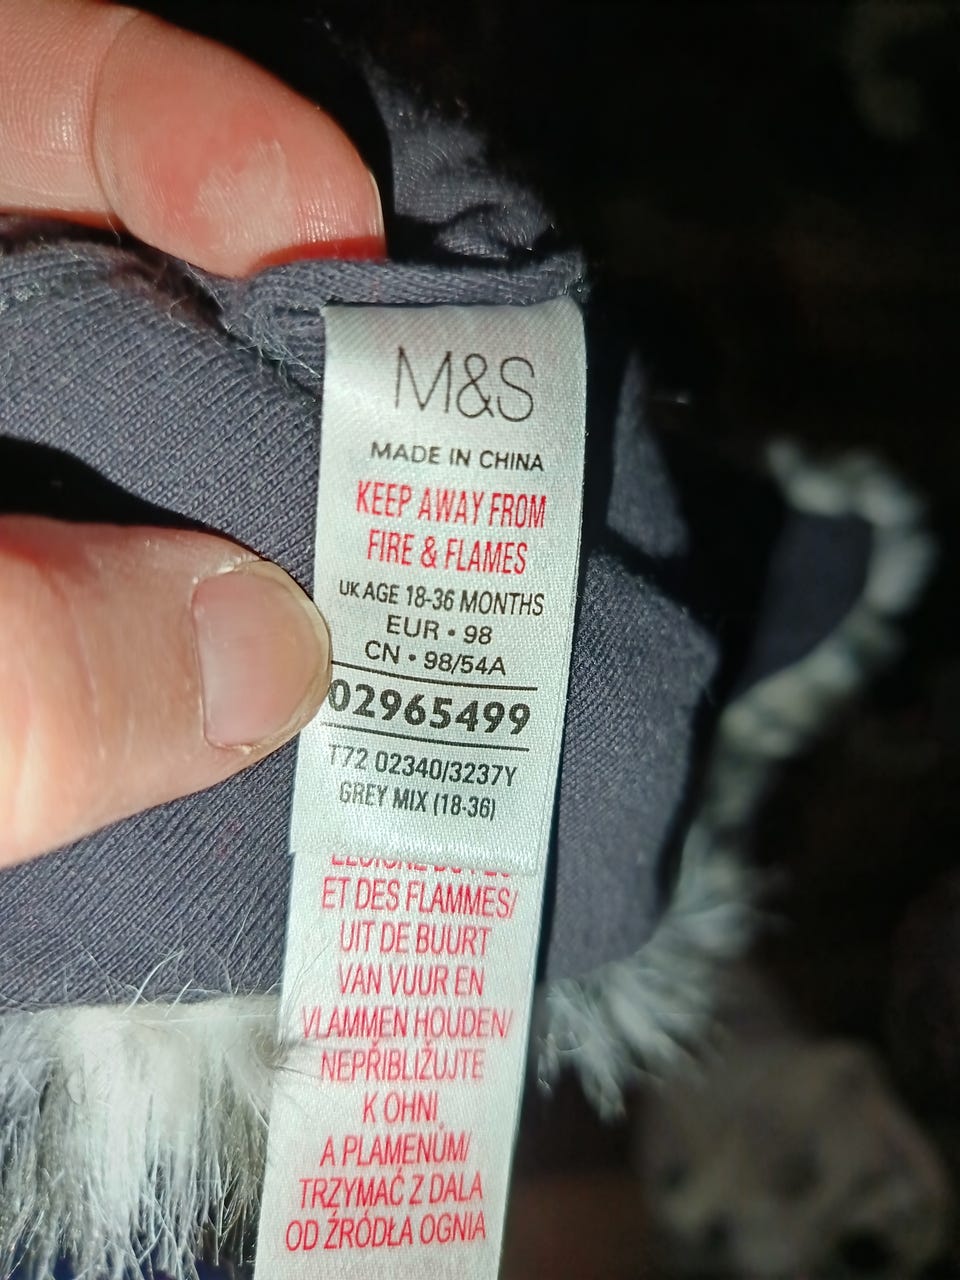 M&S
MADE IN CHINA
KEEP AWAY FROM
FIRE & FLAMES
UK AGE 18-36 MONTHS
EUR • 98
CN • 98/54A
02965499
T72 02340/3237Y
GREY MIX (18-36)
ET DES FLAMMES/
UIT DE BUURT
VAN VUUR EN
VLAMMEN HOUDEN/
NEPŘIBLIŽUJTE
K OHNI
A PLAMENŮM/
TRZYMAĆ Z DALA
OD ŹRÓDŁA OGNIA